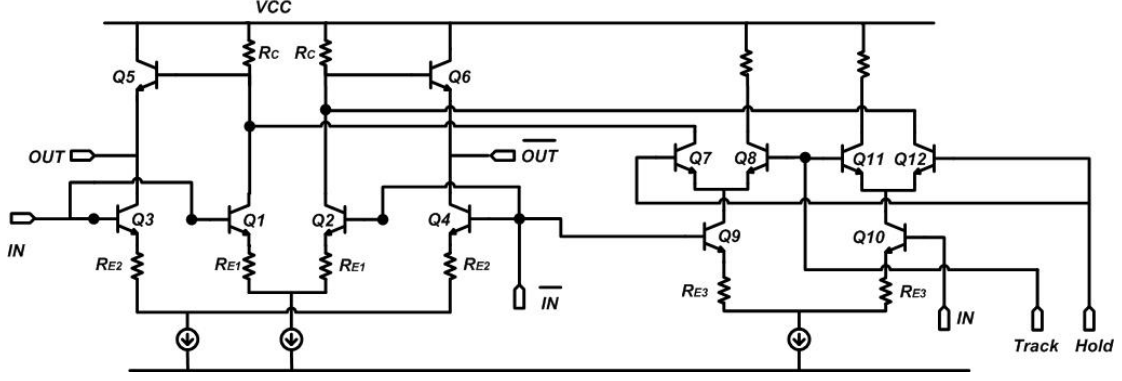 VCC
RC RC
Q5 Q6
OUT OUT Q7 Q8 Q11 Q12
IN Q3 Q1 Q2 Q4 Q9 Q10
RE2 RE1 RE1 RE2
RE3 RE3
IN IN Track Hold